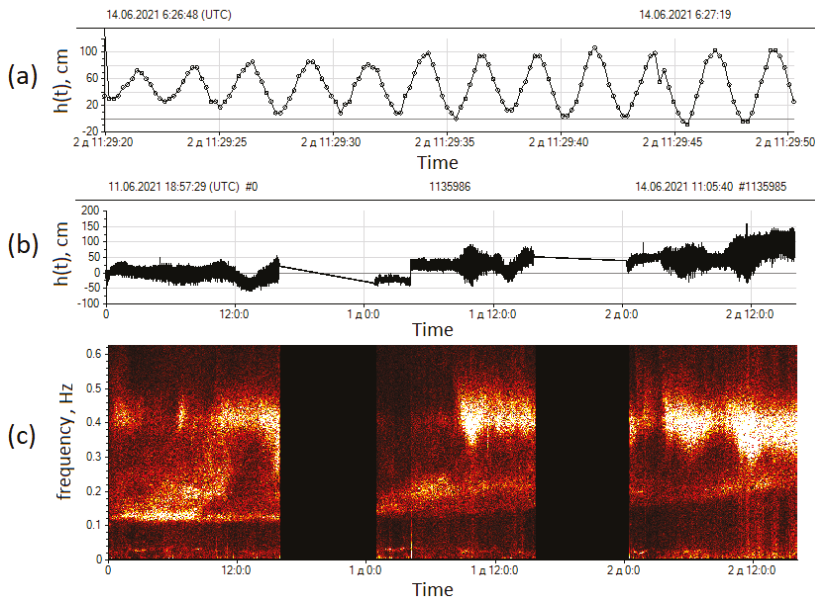 14.06.2021 6:26:48 (UTC) 14.06.2021 6:27:19
(a)
h(t), cm
100
60
20
-20
2 д 11:29:20 2 д 11:29:25 2 д 11:29:30 2 д 11:29:35 2 д 11:29:40 2 д 11:29:45 2 д 11:29:50
Time
11.06.2021 18:57:29 (UTC) #0 1135986 14.06.2021 11:05:40 #1135985
(b)
h(t), cm
200
150
100
50
0
-50
-100
0 12:0:0 1 д 0:0 1 д 12:0:0 2 д 0:0 2 д 12:0:0
Time
(c)
frequency, Hz
0.6
0.5
0.4
0.3
0.2
0.1
0
0 12:0:0 1 д 0:0 1 д 12:0:0 2 д 0:0 2 д 12:0:0
Time